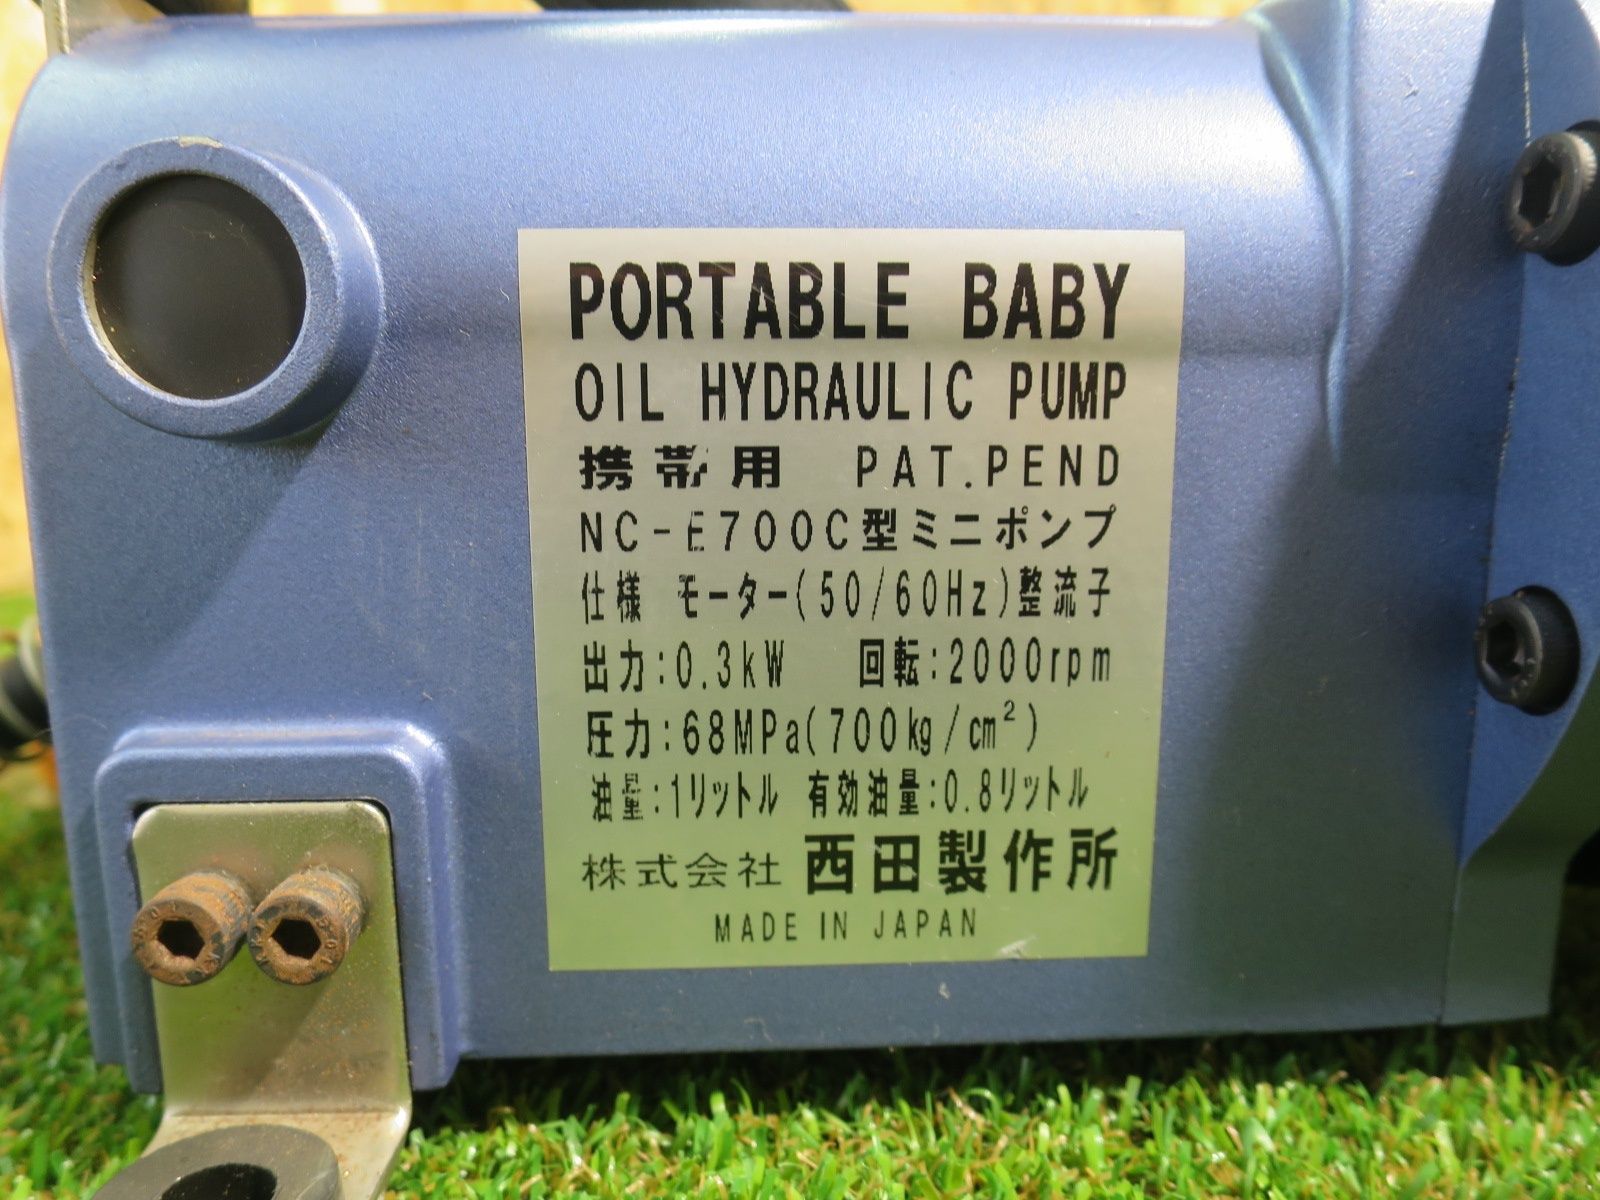 PORTABLE BABY
OIL HYDRAULIC PUMP
携帯用 PAT.PEND
NC-E700C型ミニポンプ
仕様 モーター(50/60Hz)整流子
出力:0.3kW 回転:2000rpm
圧力:68MPa(700kg/cm²)
油量:1リットル 有効油量:0.8リットル
株式会社 西田製作所
MADE IN JAPAN